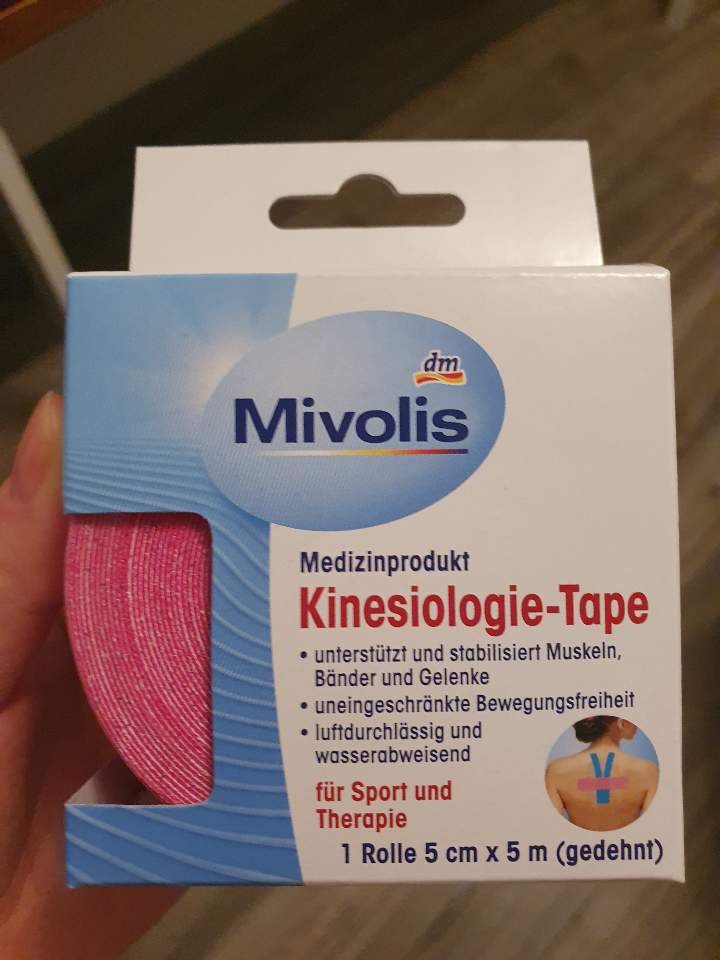 dm
Mivolis
Medizinprodukt
Kinesiologie-Tape
• unterstützt und stabilisiert Muskeln,
Bänder und Gelenke
• uneingeschränkte Bewegungsfreiheit
• luftdurchlässig und
wasserabweisend
für Sport und
Therapie
1 Rolle 5 cm x 5 m (gedehnt)